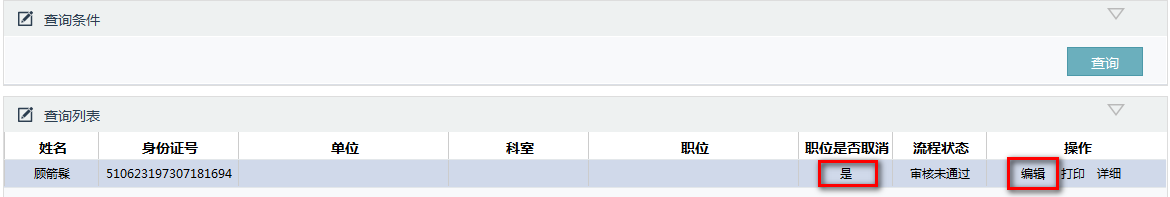 查询条件
查询
查询列表
姓名 身份证号 单位 科室 职位 职位是否取消 流程状态 操作
顾箭鬏 510623197307181694 是 审核未通过 编辑 打印 详细